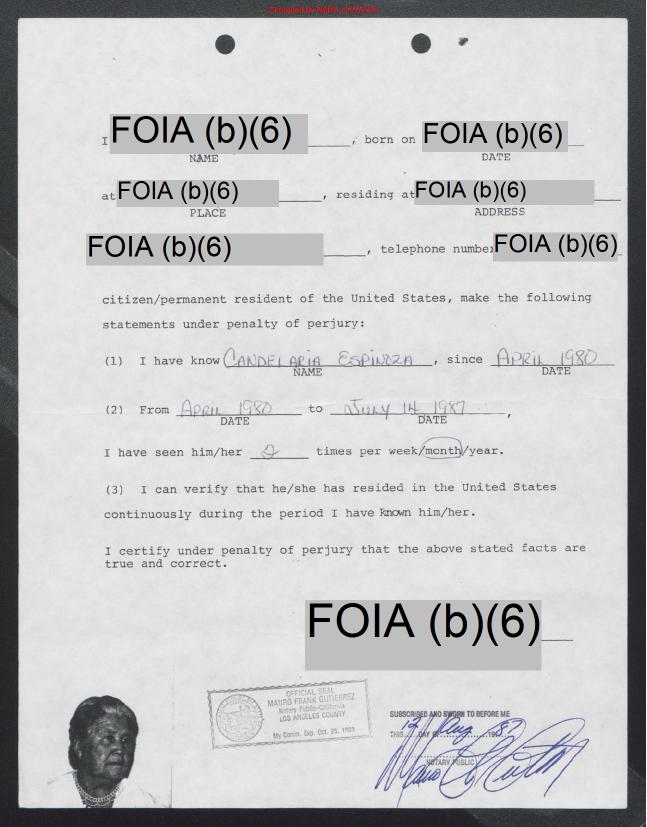 I FOIA (b)(6), born on FOIA (b)(6)
NAME DATE
at FOIA (b)(6), residing at FOIA (b)(6)
PLACE ADDRESS
FOIA (b)(6), telephone number FOIA (b)(6)
citizen/permanent resident of the United States, make the following
statements under penalty of perjury:
(1) I have know CANDELARIA ESPINOZA, since APRIL 1980
NAME DATE
(2) From APRIL 1980 to JULY 14 1987,
DATE DATE
I have seen him/her 2 times per week/month/year.
(3) I can verify that he/she has resided in the United States
continuously during the period I have known him/her.
I certify under penalty of perjury that the above stated facts are
true and correct.
FOIA (b)(6)
OFFICIAL SEAL
MAURO FRANK GUTIERREZ
Notary Public-California
LOS ANGELES COUNTY
My Comm. Exp. Oct. 25, 1989
SUBSCRIBED AND SWORN TO BEFORE ME
THIS 12 DAY OF Aug 1987
NOTARY PUBLIC